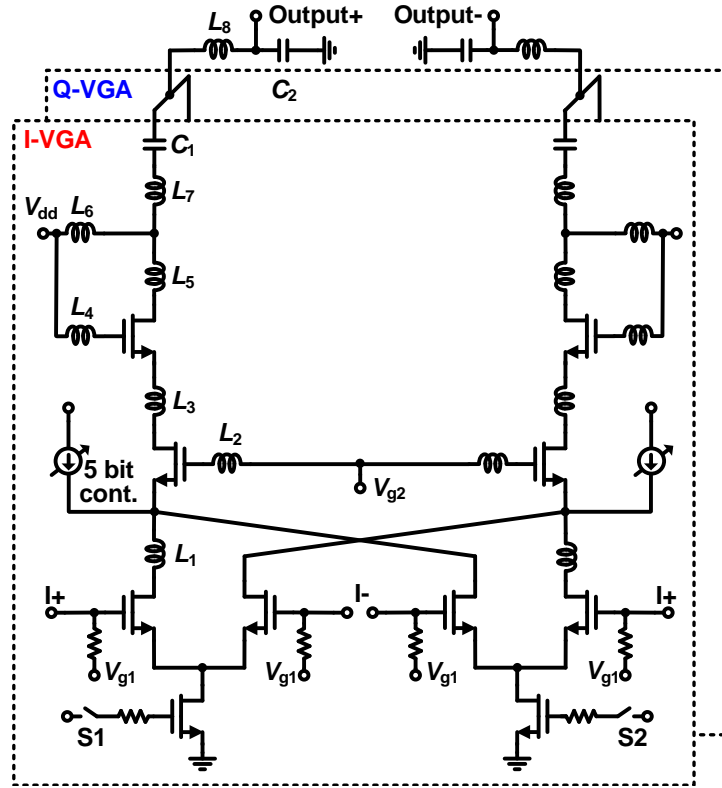 Output+ Output-
L8
C2
Q-VGA
I-VGA
C1
L7
Vdd L6
L5
L4
L3
L2
5 bit
cont.
Vg2
L1
I+ I- I+
Vg1 Vg1 Vg1 Vg1
S1 S2